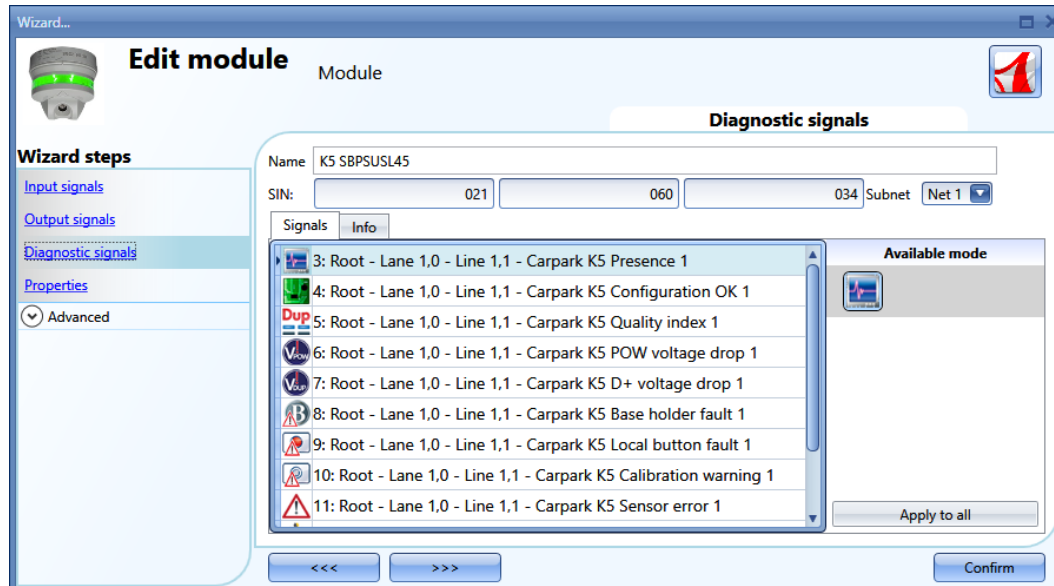 Wizard...
Edit module
Module
Diagnostic signals
Wizard steps
Input signals
Output signals
Diagnostic signals
Properties
Advanced
Name K5 SBPSUSL45
SIN: 021 060 034 Subnet Net 1
Signals Info
3: Root - Lane 1,0 - Line 1,1 - Carpark K5 Presence 1
4: Root - Lane 1,0 - Line 1,1 - Carpark K5 Configuration OK 1
Dup 5: Root - Lane 1,0 - Line 1,1 - Carpark K5 Quality index 1
VPOW 6: Root - Lane 1,0 - Line 1,1 - Carpark K5 POW voltage drop 1
VDUP 7: Root - Lane 1,0 - Line 1,1 - Carpark K5 D+ voltage drop 1
B 8: Root - Lane 1,0 - Line 1,1 - Carpark K5 Base holder fault 1
9: Root - Lane 1,0 - Line 1,1 - Carpark K5 Local button fault 1
10: Root - Lane 1,0 - Line 1,1 - Carpark K5 Calibration warning 1
11: Root - Lane 1,0 - Line 1,1 - Carpark K5 Sensor error 1
Available mode
Apply to all
<<< >>> Confirm